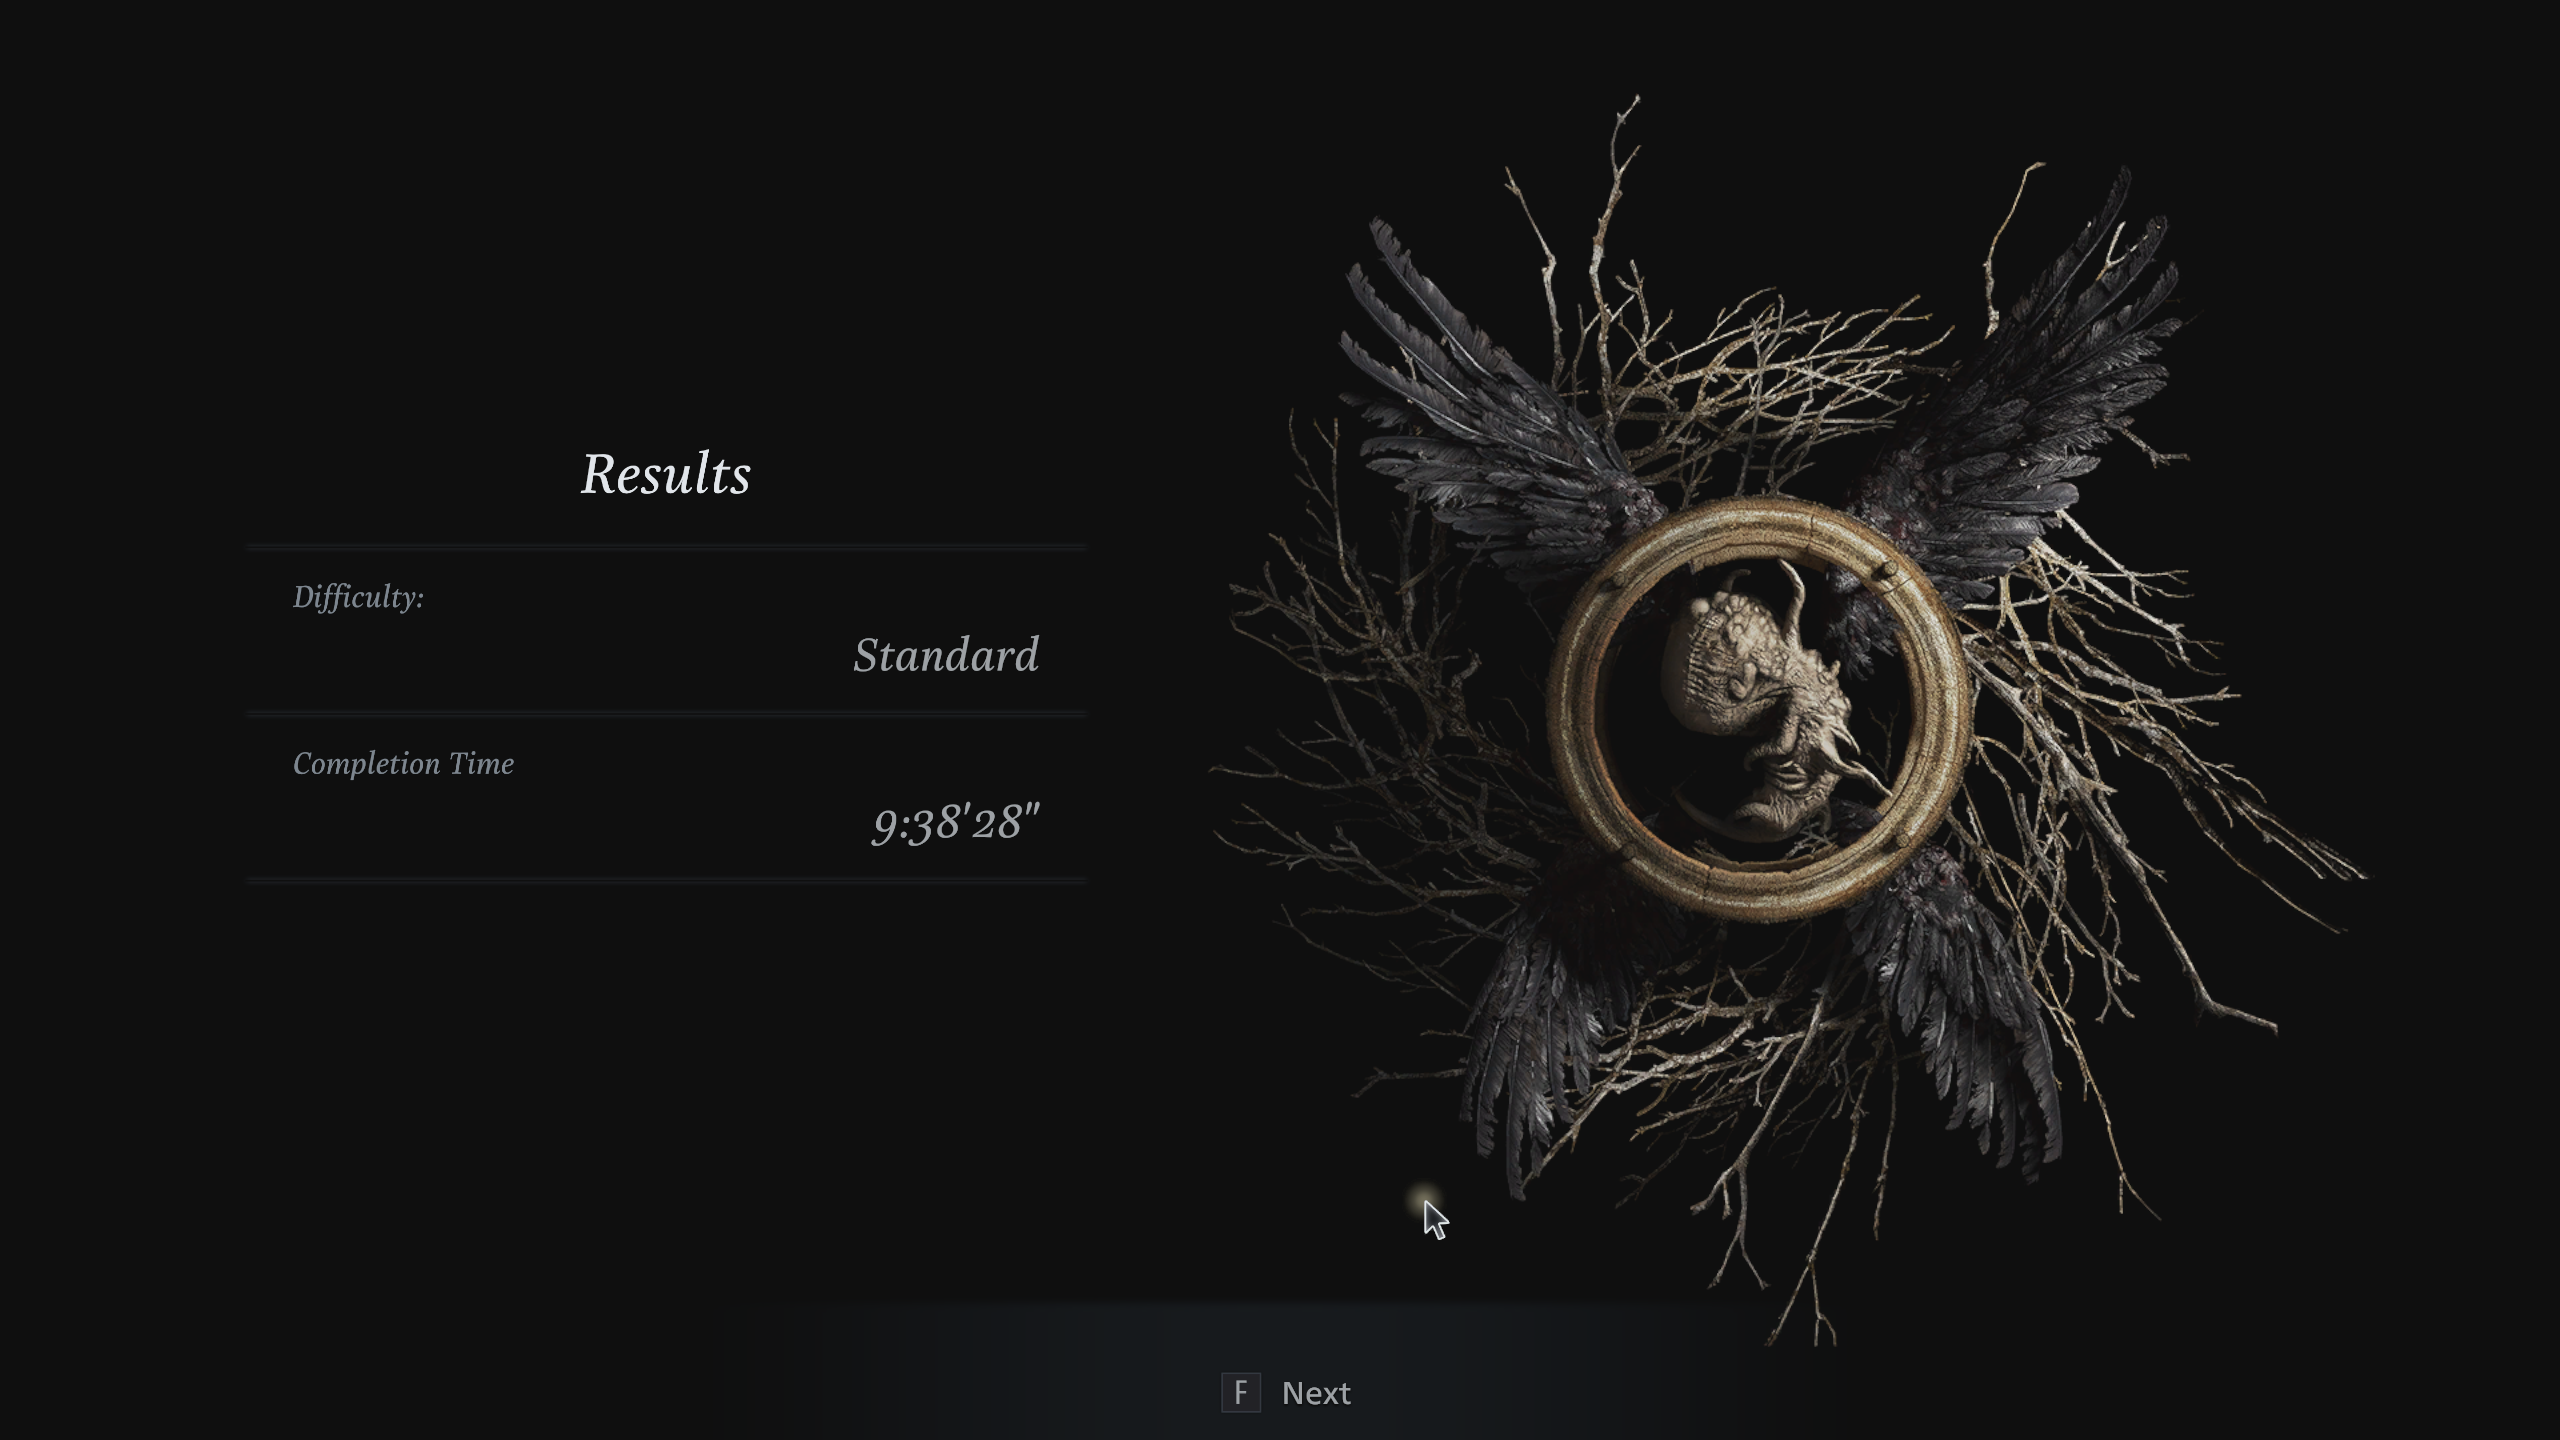 Results
Difficulty:
Standard
Completion Time
9:38'28"
F Next